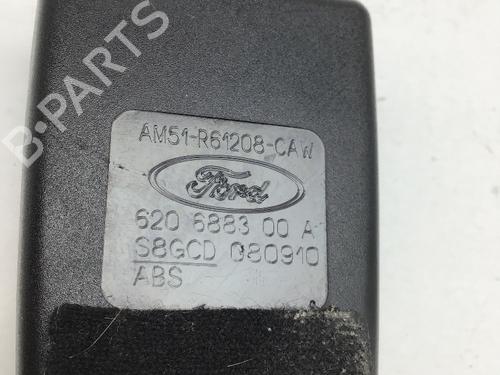 B-PARTS
AM51-R61208-CAW
Ford
620 6883 00 A
S8GCD 080910
ABS